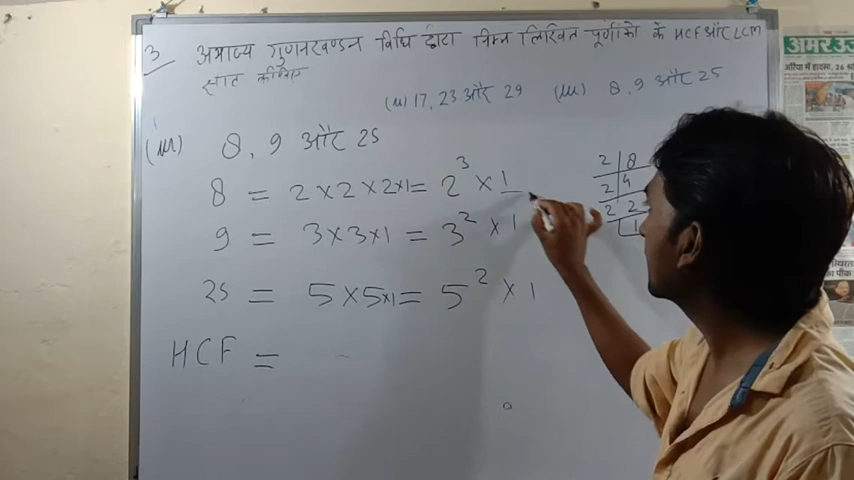 3 अभाज्य गुणनखण्डन विधि द्वारा निम्न लिखित पूर्णांको के HCF और LCM
ज्ञात कीजिए
(ii) 17, 23 और 29 (iii) 8, 9 और 25
(iii) 8, 9 और 25
8 = 2 × 2 × 2 × 1 = 2³ × 1
9 = 3 × 3 × 1 = 3² × 1
25 = 5 × 5 × 1 = 5² × 1
HCF =
2 | 8
2 | 4
2 | 2
1
अमर उज